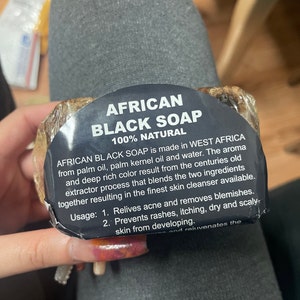 AFRICAN
BLACK SOAP
100% NATURAL
AFRICAN BLACK SOAP is made in WEST AFRICA
from palm oil, palm kernel oil and water. The aroma
and deep rich color result from the centuries old
extractor process that blends the two ingredients
together resulting in the finest skin cleanser available.
Usage: 1. Relives acne and removes blemishes.
2. Prevents rashes, itching, dry and scaly
skin from developing.
and rejuvenates the